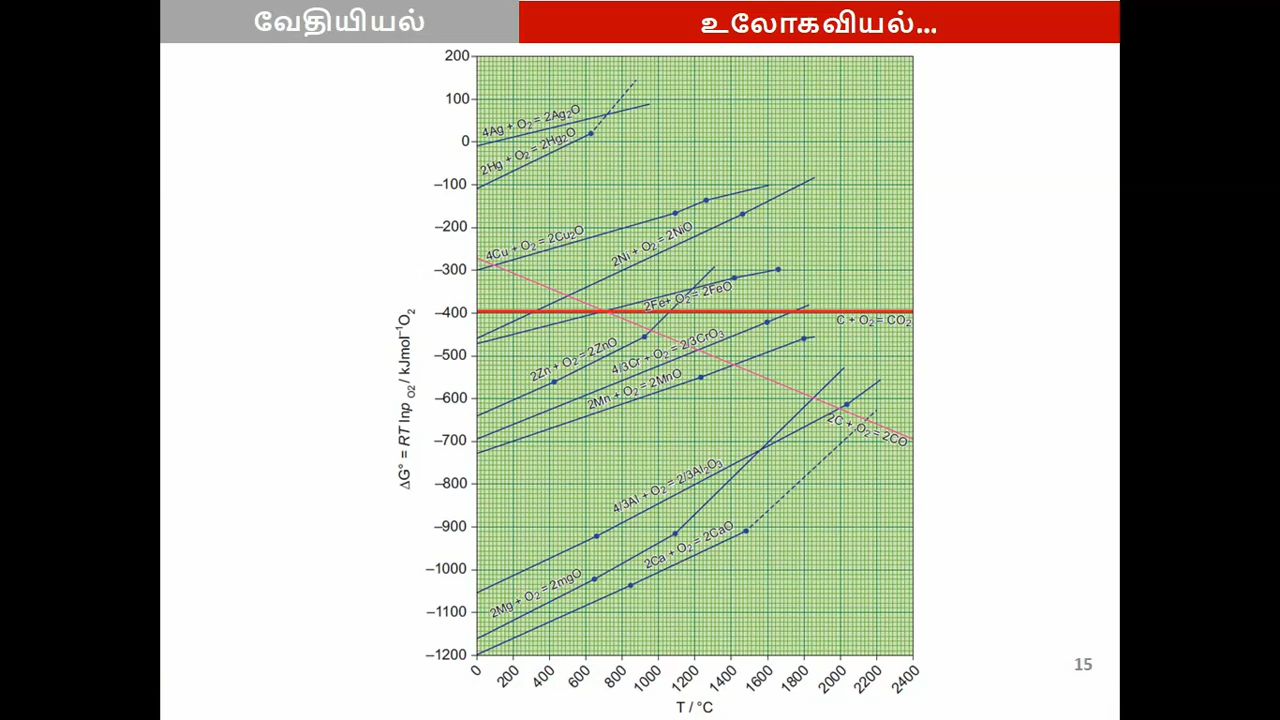 வேதியியல்
உலோகவியல்...
200
100
0
–100
–200
–300
–400
–500
–600
–700
–800
–900
–1000
–1100
–1200
ΔG° = RT lnp O2 / kJmol⁻¹O₂
4Ag + O₂ = 2Ag₂O
2Hg + O₂ = 2Hg₂O
4Cu + O₂ = 2Cu₂O
2Ni + O₂ = 2NiO
2Fe+ O₂ = 2FeO
C + O₂ = CO₂
2Zn + O₂ = 2ZnO
4/3Cr + O₂ = 2/3CrO₃
2Mn + O₂ = 2MnO
2C + O₂ = 2CO
4/3Al + O₂ = 2/3Al₂O₃
2Ca + O₂ = 2CaO
2Mg + O₂ = 2mgO
0 200 400 600 800 1000 1200 1400 1600 1800 2000 2200 2400
T / °C
15